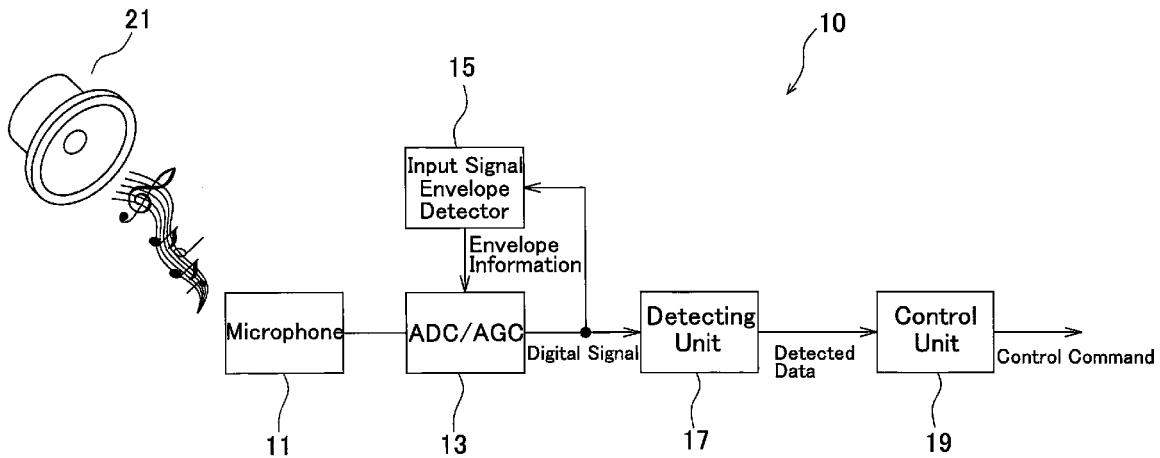 21
10
15
Input Signal
Envelope
Detector
Envelope
Information
Microphone
ADC/AGC
Digital Signal
Detecting
Unit
Detected
Data
Control
Unit
Control Command
11
13
17
19